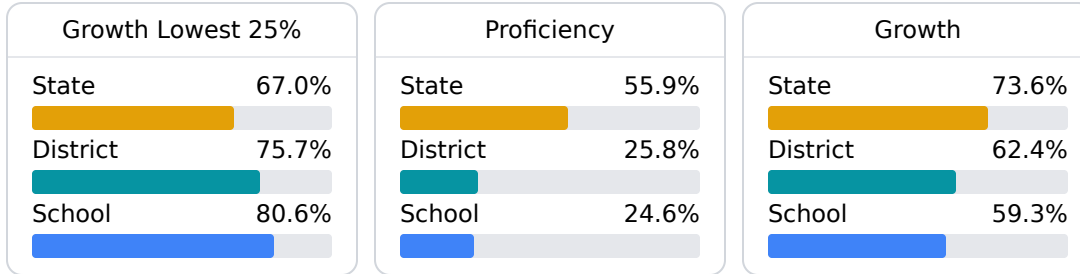 Growth Lowest 25%
State 67.0%
District 75.7%
School 80.6%
Proficiency
State 55.9%
District 25.8%
School 24.6%
Growth
State 73.6%
District 62.4%
School 59.3%